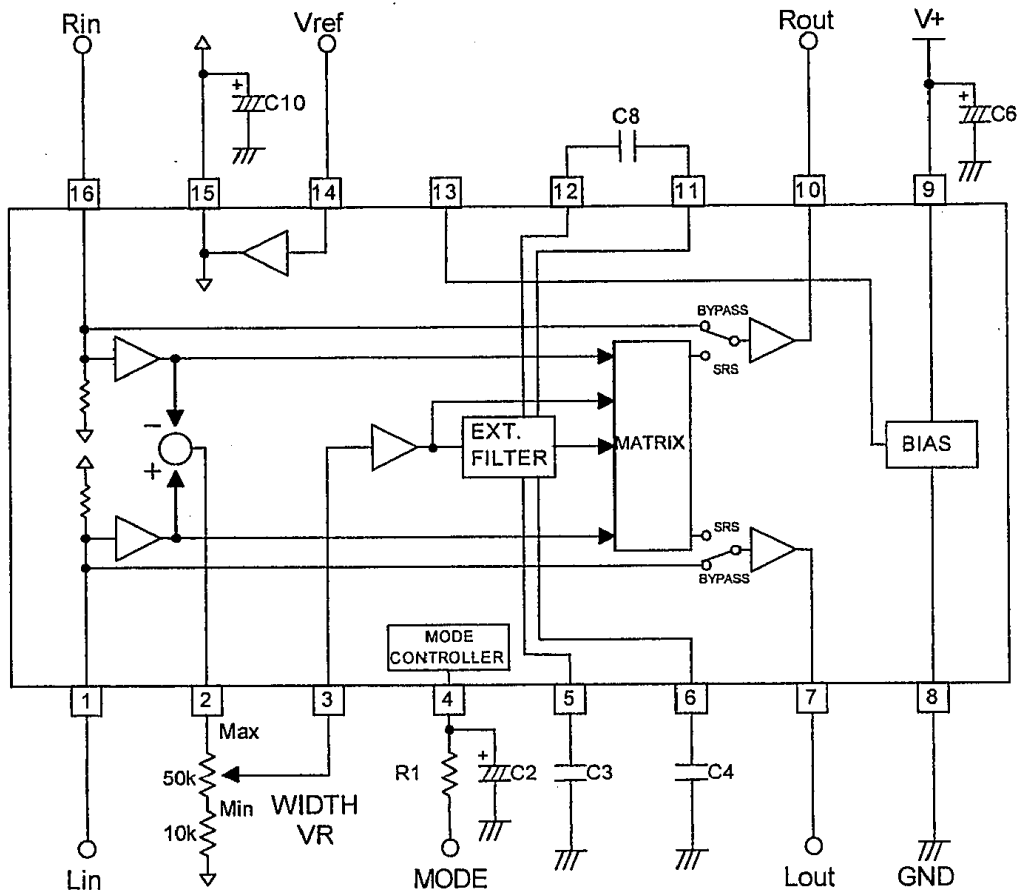 Rin
Vref
Rout
V+
+
C10
C8
+
C6
16
15
14
13
12
11
10
9
BYPASS
SRS
−
+
EXT.
FILTER
MATRIX
BIAS
SRS
BYPASS
MODE
CONTROLLER
1
2
3
4
5
6
7
8
Max
50k
Min
10k
WIDTH
VR
R1
+
C2
C3
C4
Lin
MODE
Lout
GND